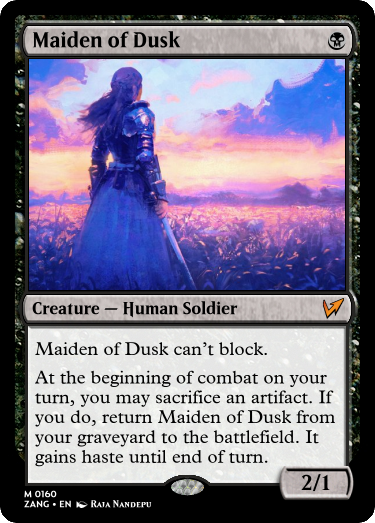 Maiden of Dusk
Creature — Human Soldier
Maiden of Dusk can't block.
At the beginning of combat on your
turn, you may sacrifice an artifact. If
you do, return Maiden of Dusk from
your graveyard to the battlefield. It
gains haste until end of turn.
2/1
M 0160
ZANG • EN Raja Nandepu